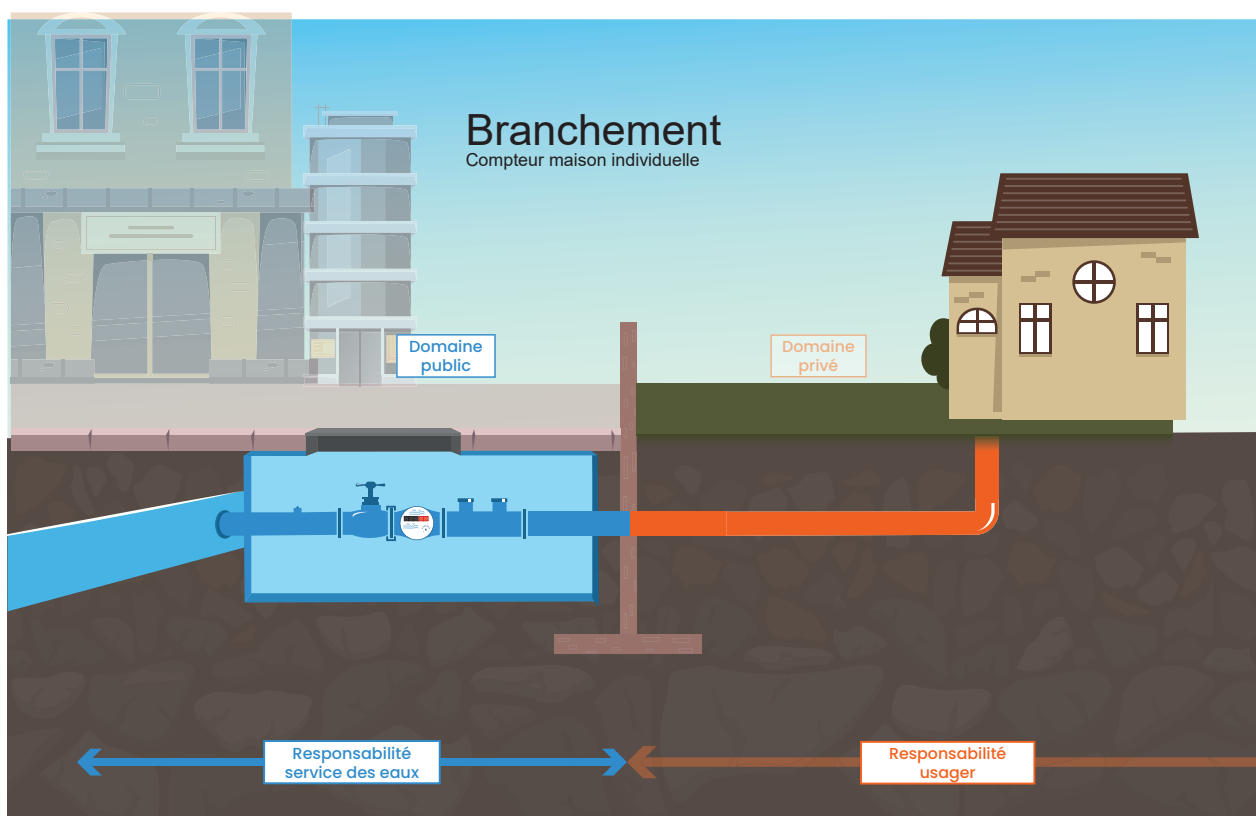 Branchement
Compteur maison individuelle
Domaine
public
Domaine
privé
Responsabilité
service des eaux
Responsabilité
usager